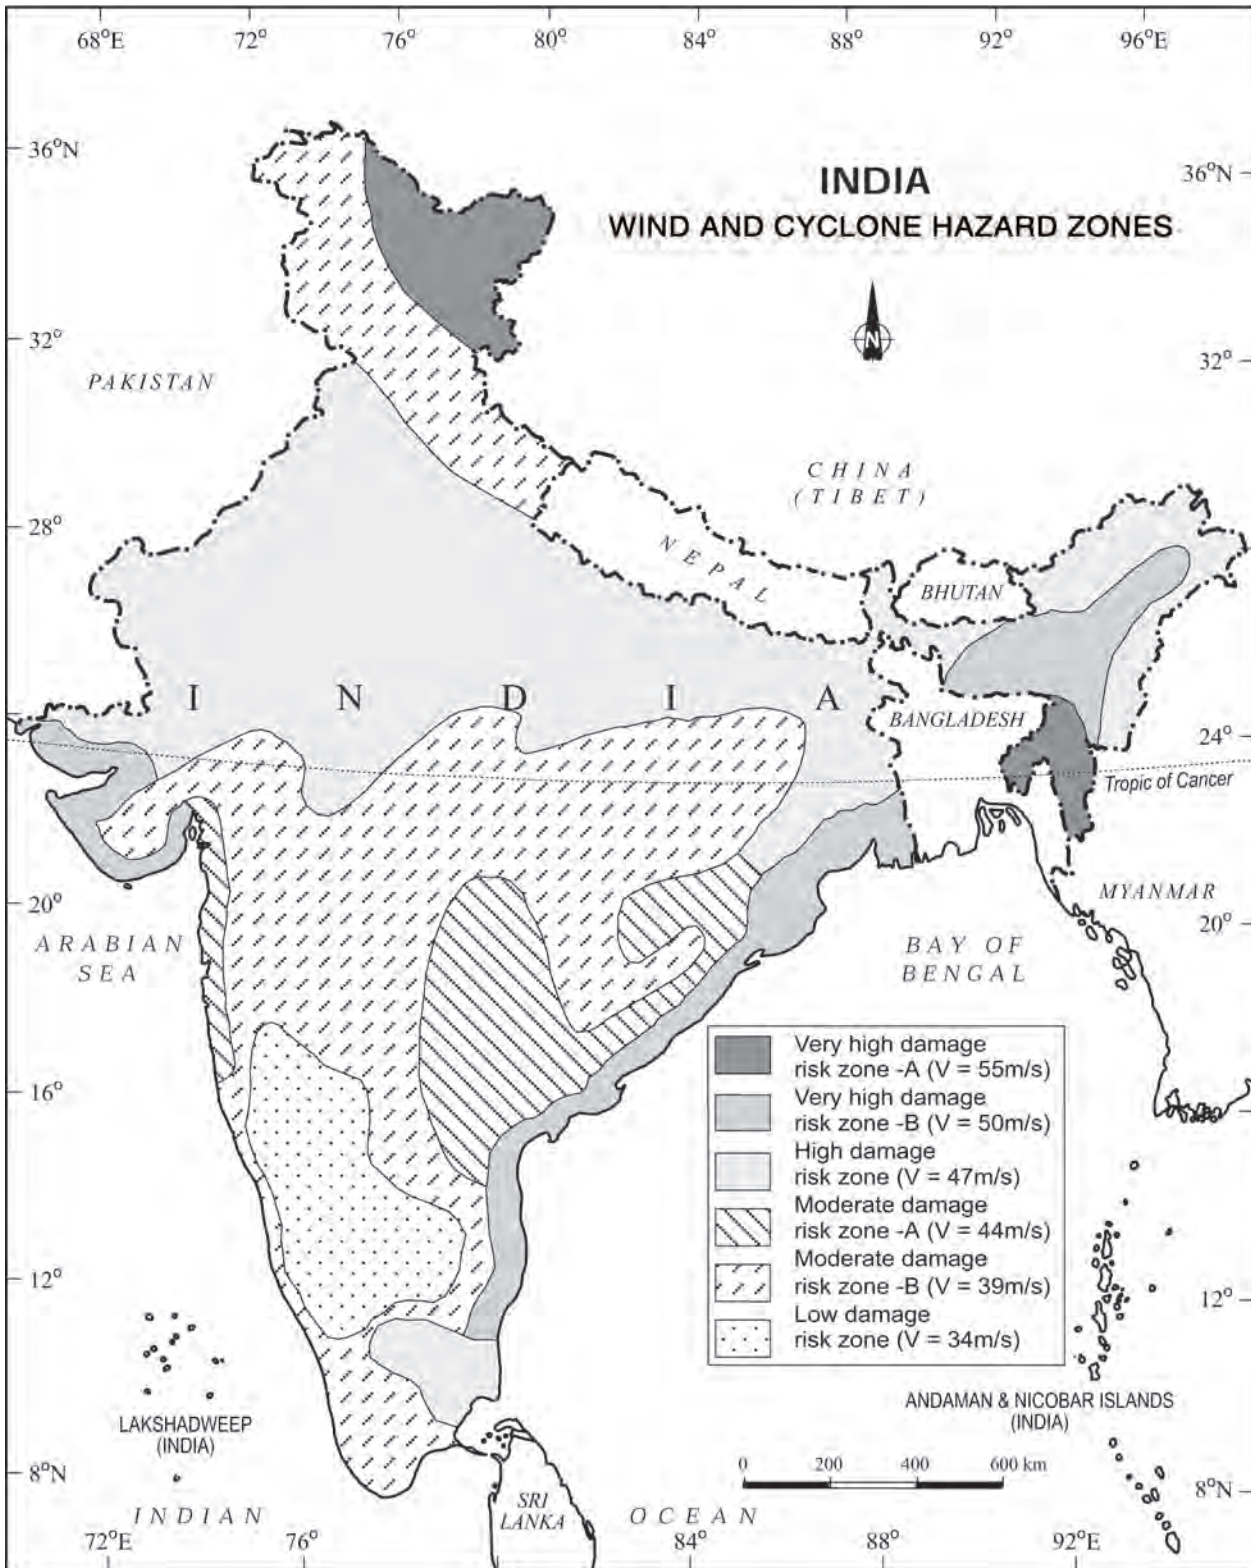 68°E 72° 76° 80° 84° 88° 92° 96°E
36°N
36°N
INDIA
WIND AND CYCLONE HAZARD ZONES
N
32°
32°
PAKISTAN
CHINA
(TIBET)
28°
28°
NEPAL
BHUTAN
INDIA
BANGLADESH
24°
Tropic of Cancer
MYANMAR
20°
20°
ARABIAN
SEA
BAY OF
BENGAL
Very high damage
risk zone -A (V = 55m/s)
Very high damage
risk zone -B (V = 50m/s)
High damage
risk zone (V = 47m/s)
Moderate damage
risk zone -A (V = 44m/s)
Moderate damage
risk zone -B (V = 39m/s)
Low damage
risk zone (V = 34m/s)
16°
16°
12°
12°
LAKSHADWEEP
(INDIA)
ANDAMAN & NICOBAR ISLANDS
(INDIA)
0 200 400 600 km
8°N
8°N
INDIAN
SRI
LANKA
OCEAN
72°E 76° 84° 88° 92°E